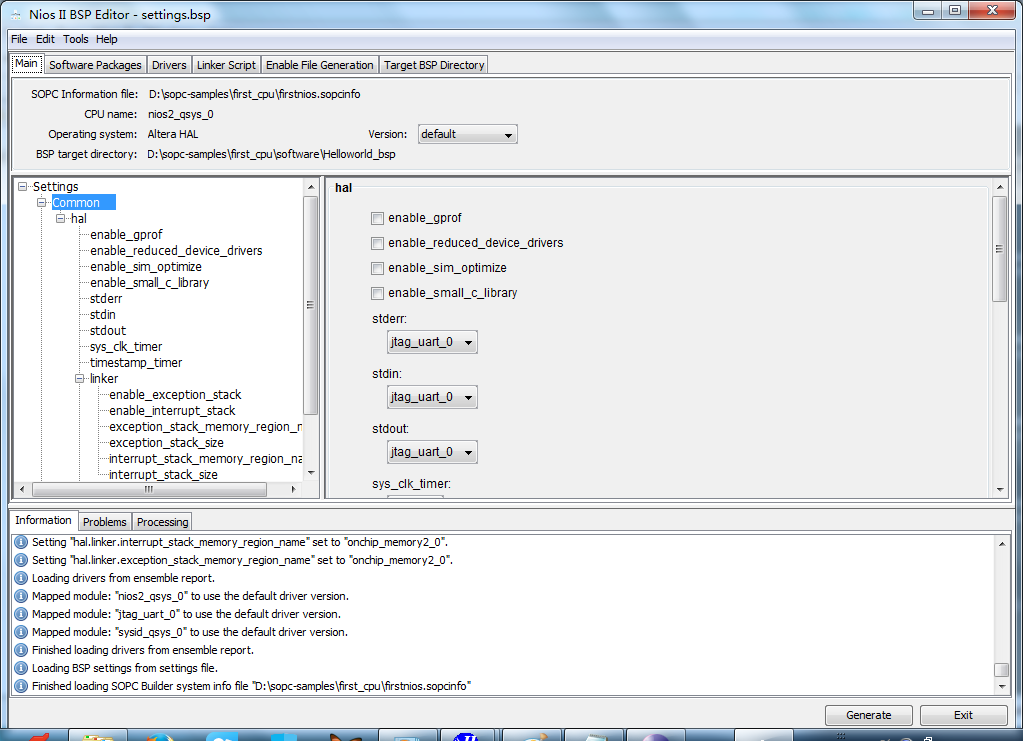 Nios II BSP Editor - settings.bsp
File Edit Tools Help
Main Software Packages Drivers Linker Script Enable File Generation Target BSP Directory
SOPC Information file: D:\sopc-samples\first_cpu\firstnios.sopcinfo
CPU name: nios2_qsys_0
Operating system: Altera HAL Version: default
BSP target directory: D:\sopc-samples\first_cpu\software\Helloworld_bsp
Settings
Common
hal
enable_gprof
enable_reduced_device_drivers
enable_sim_optimize
enable_small_c_library
stderr
stdin
stdout
sys_clk_timer
timestamp_timer
linker
enable_exception_stack
enable_interrupt_stack
exception_stack_memory_region_n
exception_stack_size
interrupt_stack_memory_region_na
interrupt_stack_size
hal
enable_gprof
enable_reduced_device_drivers
enable_sim_optimize
enable_small_c_library
stderr:
jtag_uart_0
stdin:
jtag_uart_0
stdout:
jtag_uart_0
sys_clk_timer:
Information Problems Processing
Setting "hal.linker.interrupt_stack_memory_region_name" set to "onchip_memory2_0".
Setting "hal.linker.exception_stack_memory_region_name" set to "onchip_memory2_0".
Loading drivers from ensemble report.
Mapped module: "nios2_qsys_0" to use the default driver version.
Mapped module: "jtag_uart_0" to use the default driver version.
Mapped module: "sysid_qsys_0" to use the default driver version.
Finished loading drivers from ensemble report.
Loading BSP settings from settings file.
Finished loading SOPC Builder system info file "D:\sopc-samples\first_cpu\firstnios.sopcinfo"
Generate Exit